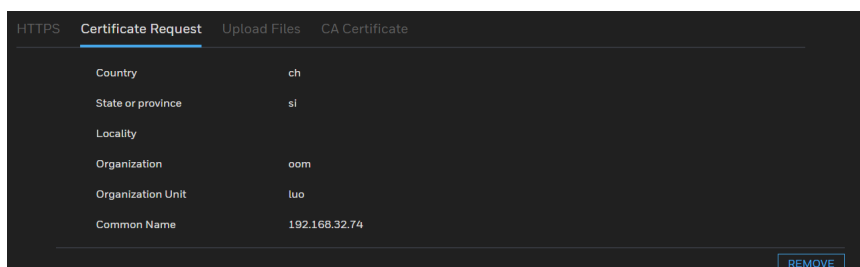 HTTPS Certificate Request Upload Files CA Certificate
Country ch
State or province si
Locality
Organization oom
Organization Unit luo
Common Name 192.168.32.74
REMOVE